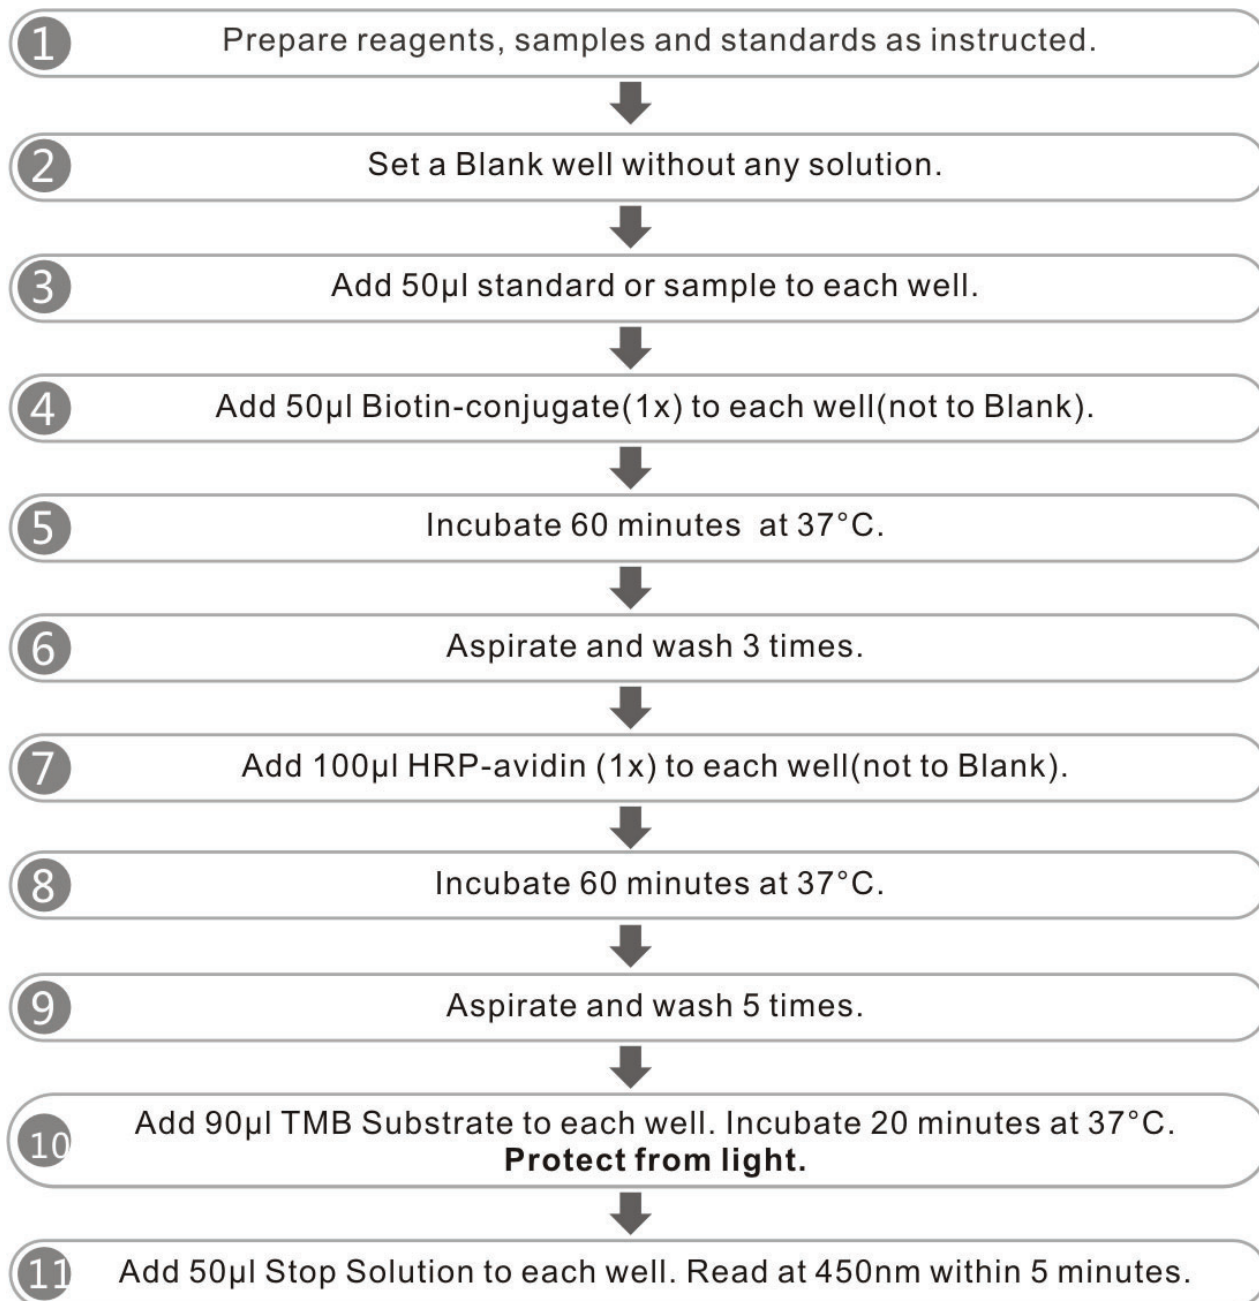 1 Prepare reagents, samples and standards as instructed.
2 Set a Blank well without any solution.
3 Add 50µl standard or sample to each well.
4 Add 50µl Biotin-conjugate(1x) to each well(not to Blank).
5 Incubate 60 minutes  at 37°C.
6 Aspirate and wash 3 times.
7 Add 100µl HRP-avidin (1x) to each well(not to Blank).
8 Incubate 60 minutes at 37°C.
9 Aspirate and wash 5 times.
10 Add 90µl TMB Substrate to each well. Incubate 20 minutes at 37°C.
Protect from light.
11 Add 50µl Stop Solution to each well. Read at 450nm within 5 minutes.